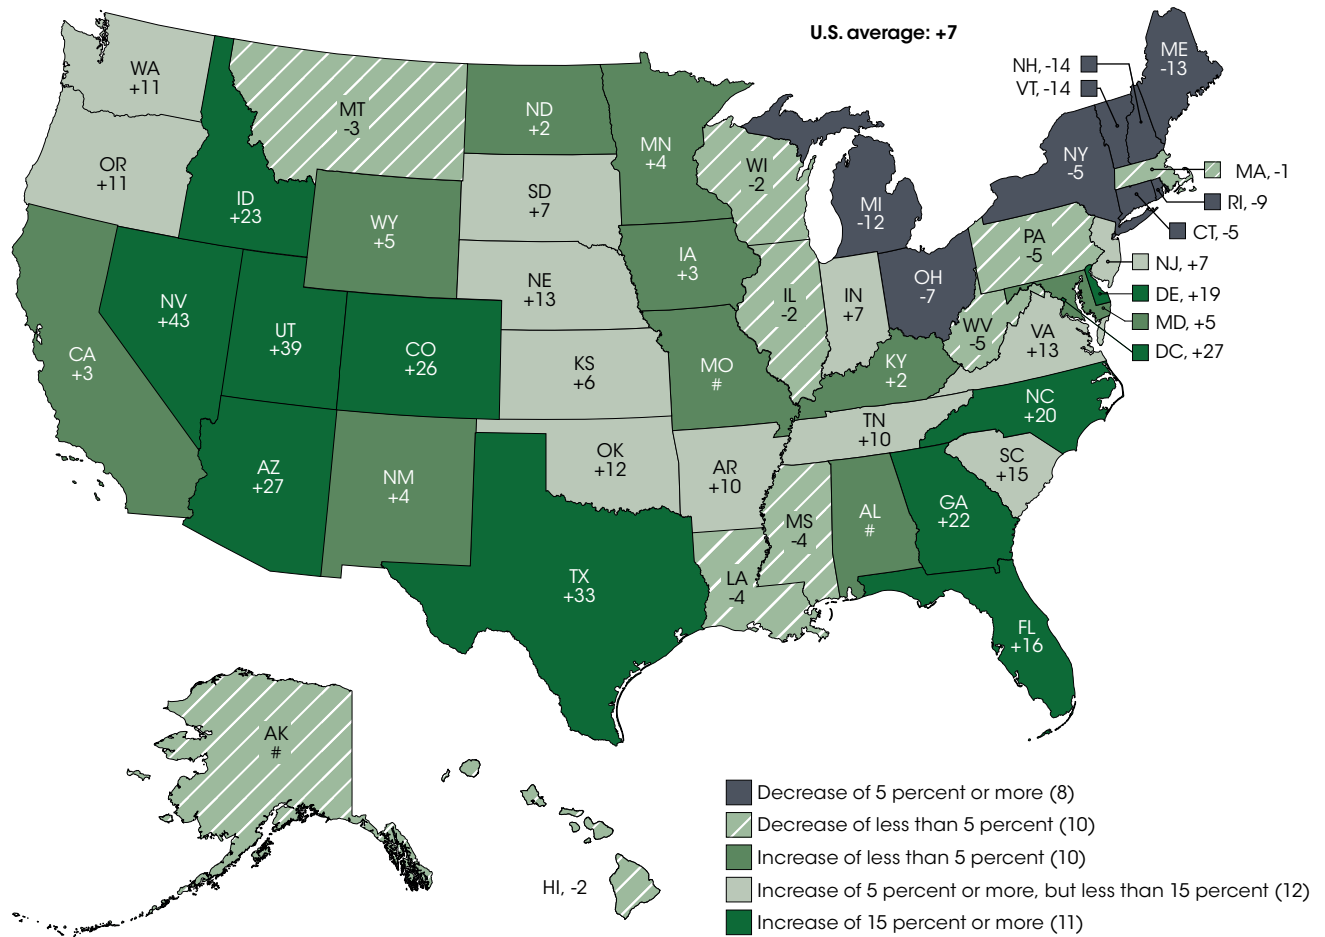 U.S. average: +7
WA
+11
OR
+11
CA
+3
NV
+43
ID
+23
MT
-3
WY
+5
UT
+39
AZ
+27
CO
+26
NM
+4
ND
+2
SD
+7
NE
+13
KS
+6
OK
+12
TX
+33
MN
+4
IA
+3
MO
#
AR
+10
LA
-4
WI
-2
IL
-2
MI
-12
IN
+7
OH
-7
KY
+2
TN
+10
MS
-4
AL
#
GA
+22
FL
+16
SC
+15
NC
+20
VA
+13
WV
-5
PA
-5
NY
-5
ME
-13
NH, -14
VT, -14
MA, -1
RI, -9
CT, -5
NJ, +7
DE, +19
MD, +5
DC, +27
AK
#
HI, -2
Decrease of 5 percent or more (8)
Decrease of less than 5 percent (10)
Increase of less than 5 percent (10)
Increase of 5 percent or more, but less than 15 percent (12)
Increase of 15 percent or more (11)